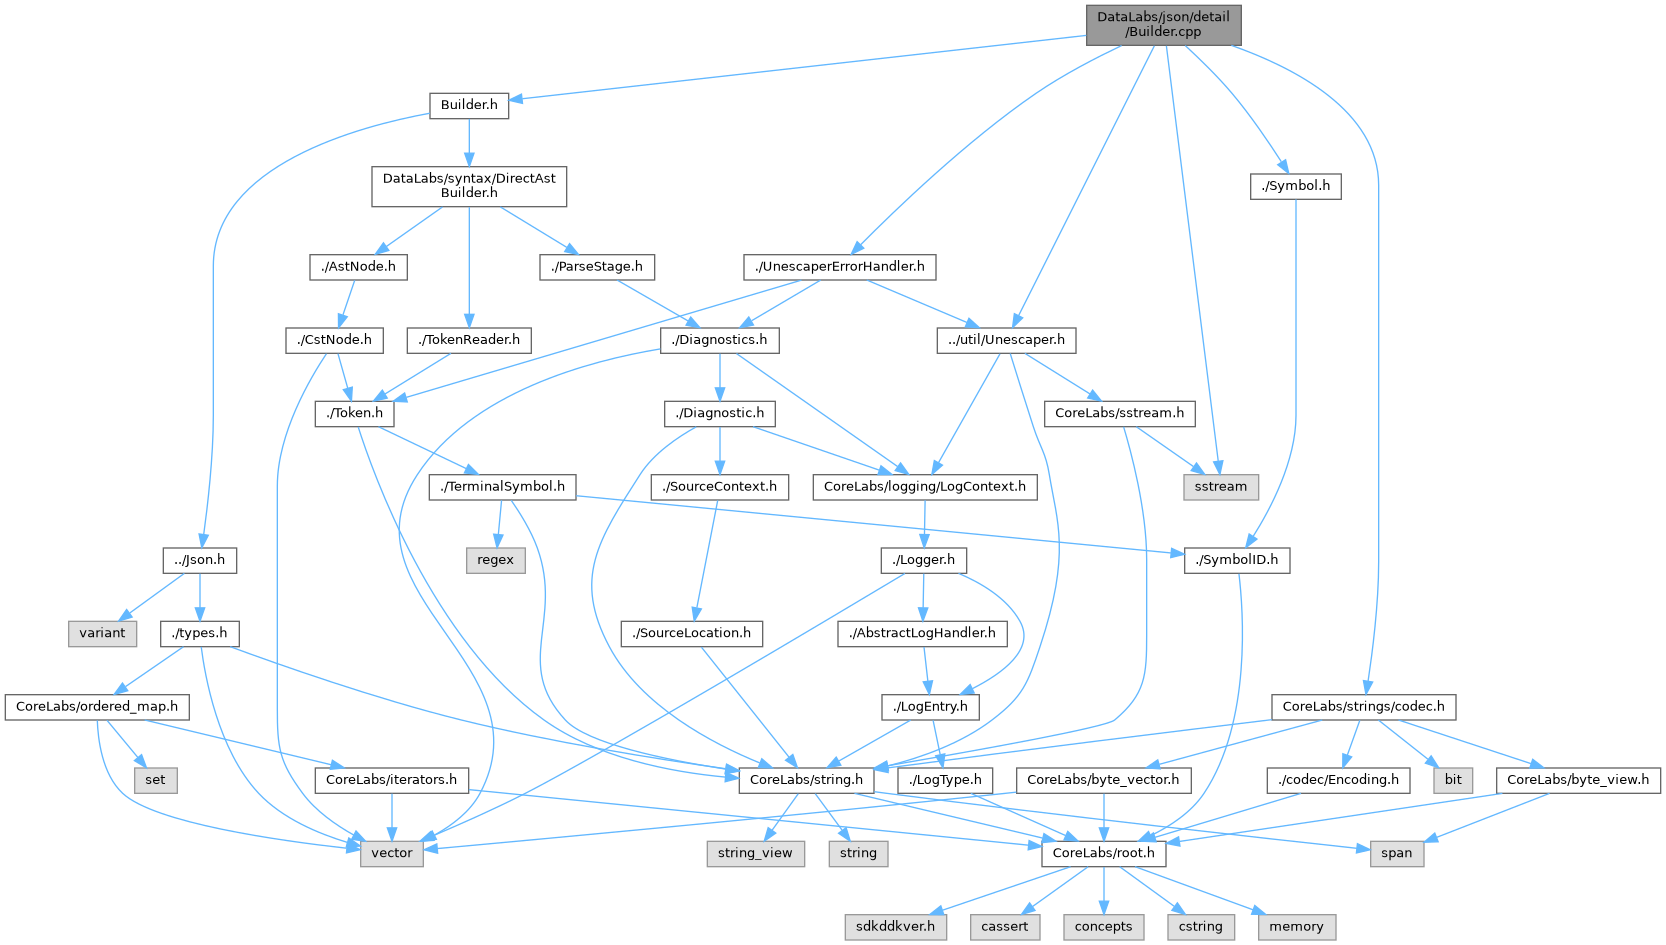 DataLabs/json/detail
/Builder.cpp
Builder.h
DataLabs/syntax/DirectAst
Builder.h
./Symbol.h
./AstNode.h
./ParseStage.h
./UnescaperErrorHandler.h
./CstNode.h
./TokenReader.h
./Diagnostics.h
../util/Unescaper.h
./Token.h
./Diagnostic.h
CoreLabs/sstream.h
./TerminalSymbol.h
./SourceContext.h
CoreLabs/logging/LogContext.h
sstream
../Json.h
regex
./Logger.h
./SymbolID.h
variant
./types.h
./SourceLocation.h
./AbstractLogHandler.h
CoreLabs/ordered_map.h
./LogEntry.h
CoreLabs/strings/codec.h
set
CoreLabs/iterators.h
CoreLabs/string.h
./LogType.h
CoreLabs/byte_vector.h
./codec/Encoding.h
bit
CoreLabs/byte_view.h
vector
string_view
string
CoreLabs/root.h
span
sdkddkver.h
cassert
concepts
cstring
memory